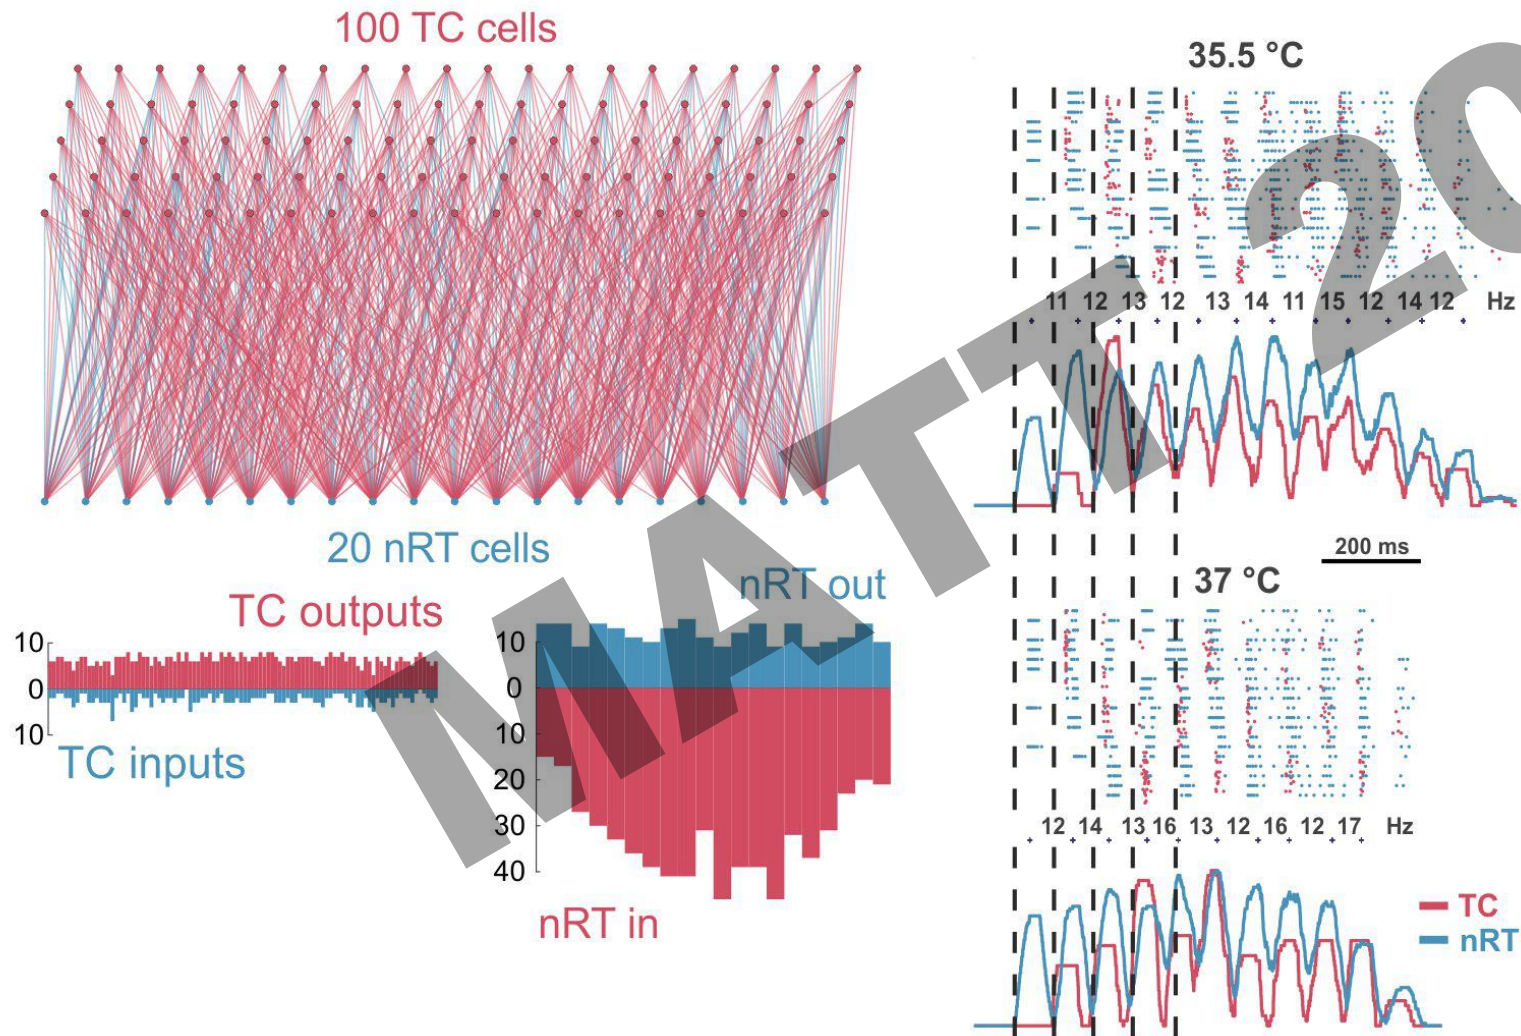 100 TC cells
20 nRT cells
TC outputs
10
0
10
TC inputs
nRT out
10
0
10
20
30
40
nRT in
35.5 °C
11 12 13 12 13 14 11 15 12 14 12 Hz
200 ms
37 °C
12 14 13 16 13 12 16 12 17 Hz
TC
nRT
MATT 20